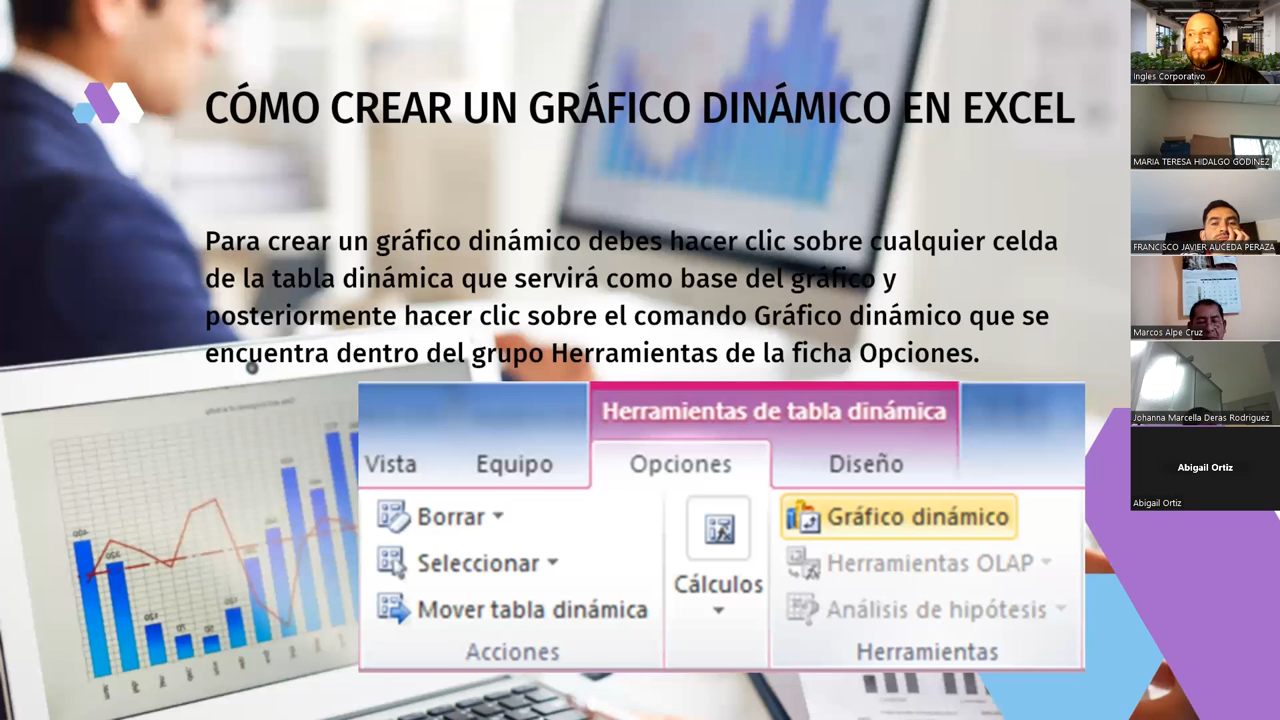 CÓMO CREAR UN GRÁFICO DINÁMICO EN EXCEL
Para crear un gráfico dinámico debes hacer clic sobre cualquier celda
de la tabla dinámica que servirá como base del gráfico y
posteriormente hacer clic sobre el comando Gráfico dinámico que se
encuentra dentro del grupo Herramientas de la ficha Opciones.
Herramientas de tabla dinámica
Vista Equipo Opciones Diseño
Borrar
Seleccionar
Mover tabla dinámica
Acciones
Cálculos
Gráfico dinámico
Herramientas OLAP
Análisis de hipótesis
Herramientas
Ingles Corporativo
MARIA TERESA HIDALGO GODINEZ
FRANCISCO JAVIER AUCEDA PERAZA
Marcos Alpe Cruz
Johanna Marcella Deras Rodriguez
Abigail Ortiz
Abigail Ortiz